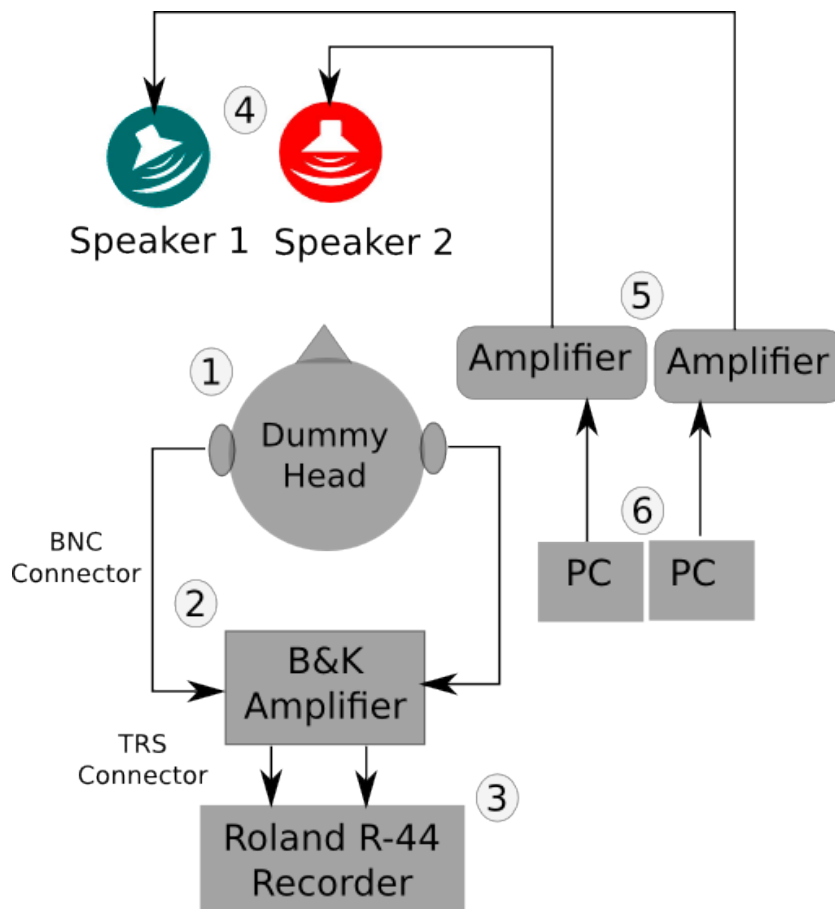 4
Speaker 1
Speaker 2
5
Amplifier
Amplifier
1
Dummy
Head
6
PC
PC
BNC
Connector
2
B&K
Amplifier
TRS
Connector
3
Roland R-44
Recorder